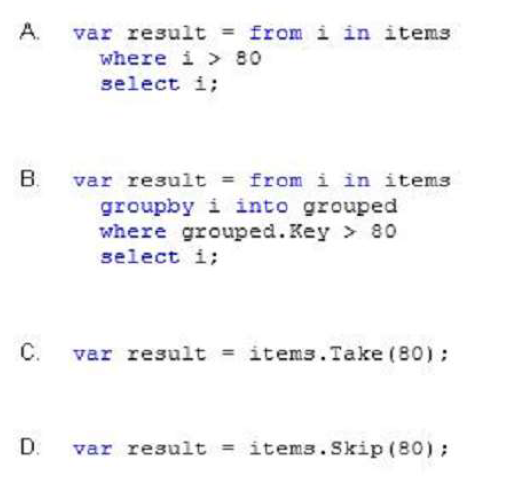 A. var result = from i in items
where i > 80
select i;
B. var result = from i in items
groupby i into grouped
where grouped.Key > 80
select i;
C. var result = items.Take(80);
D. var result = items.Skip(80);